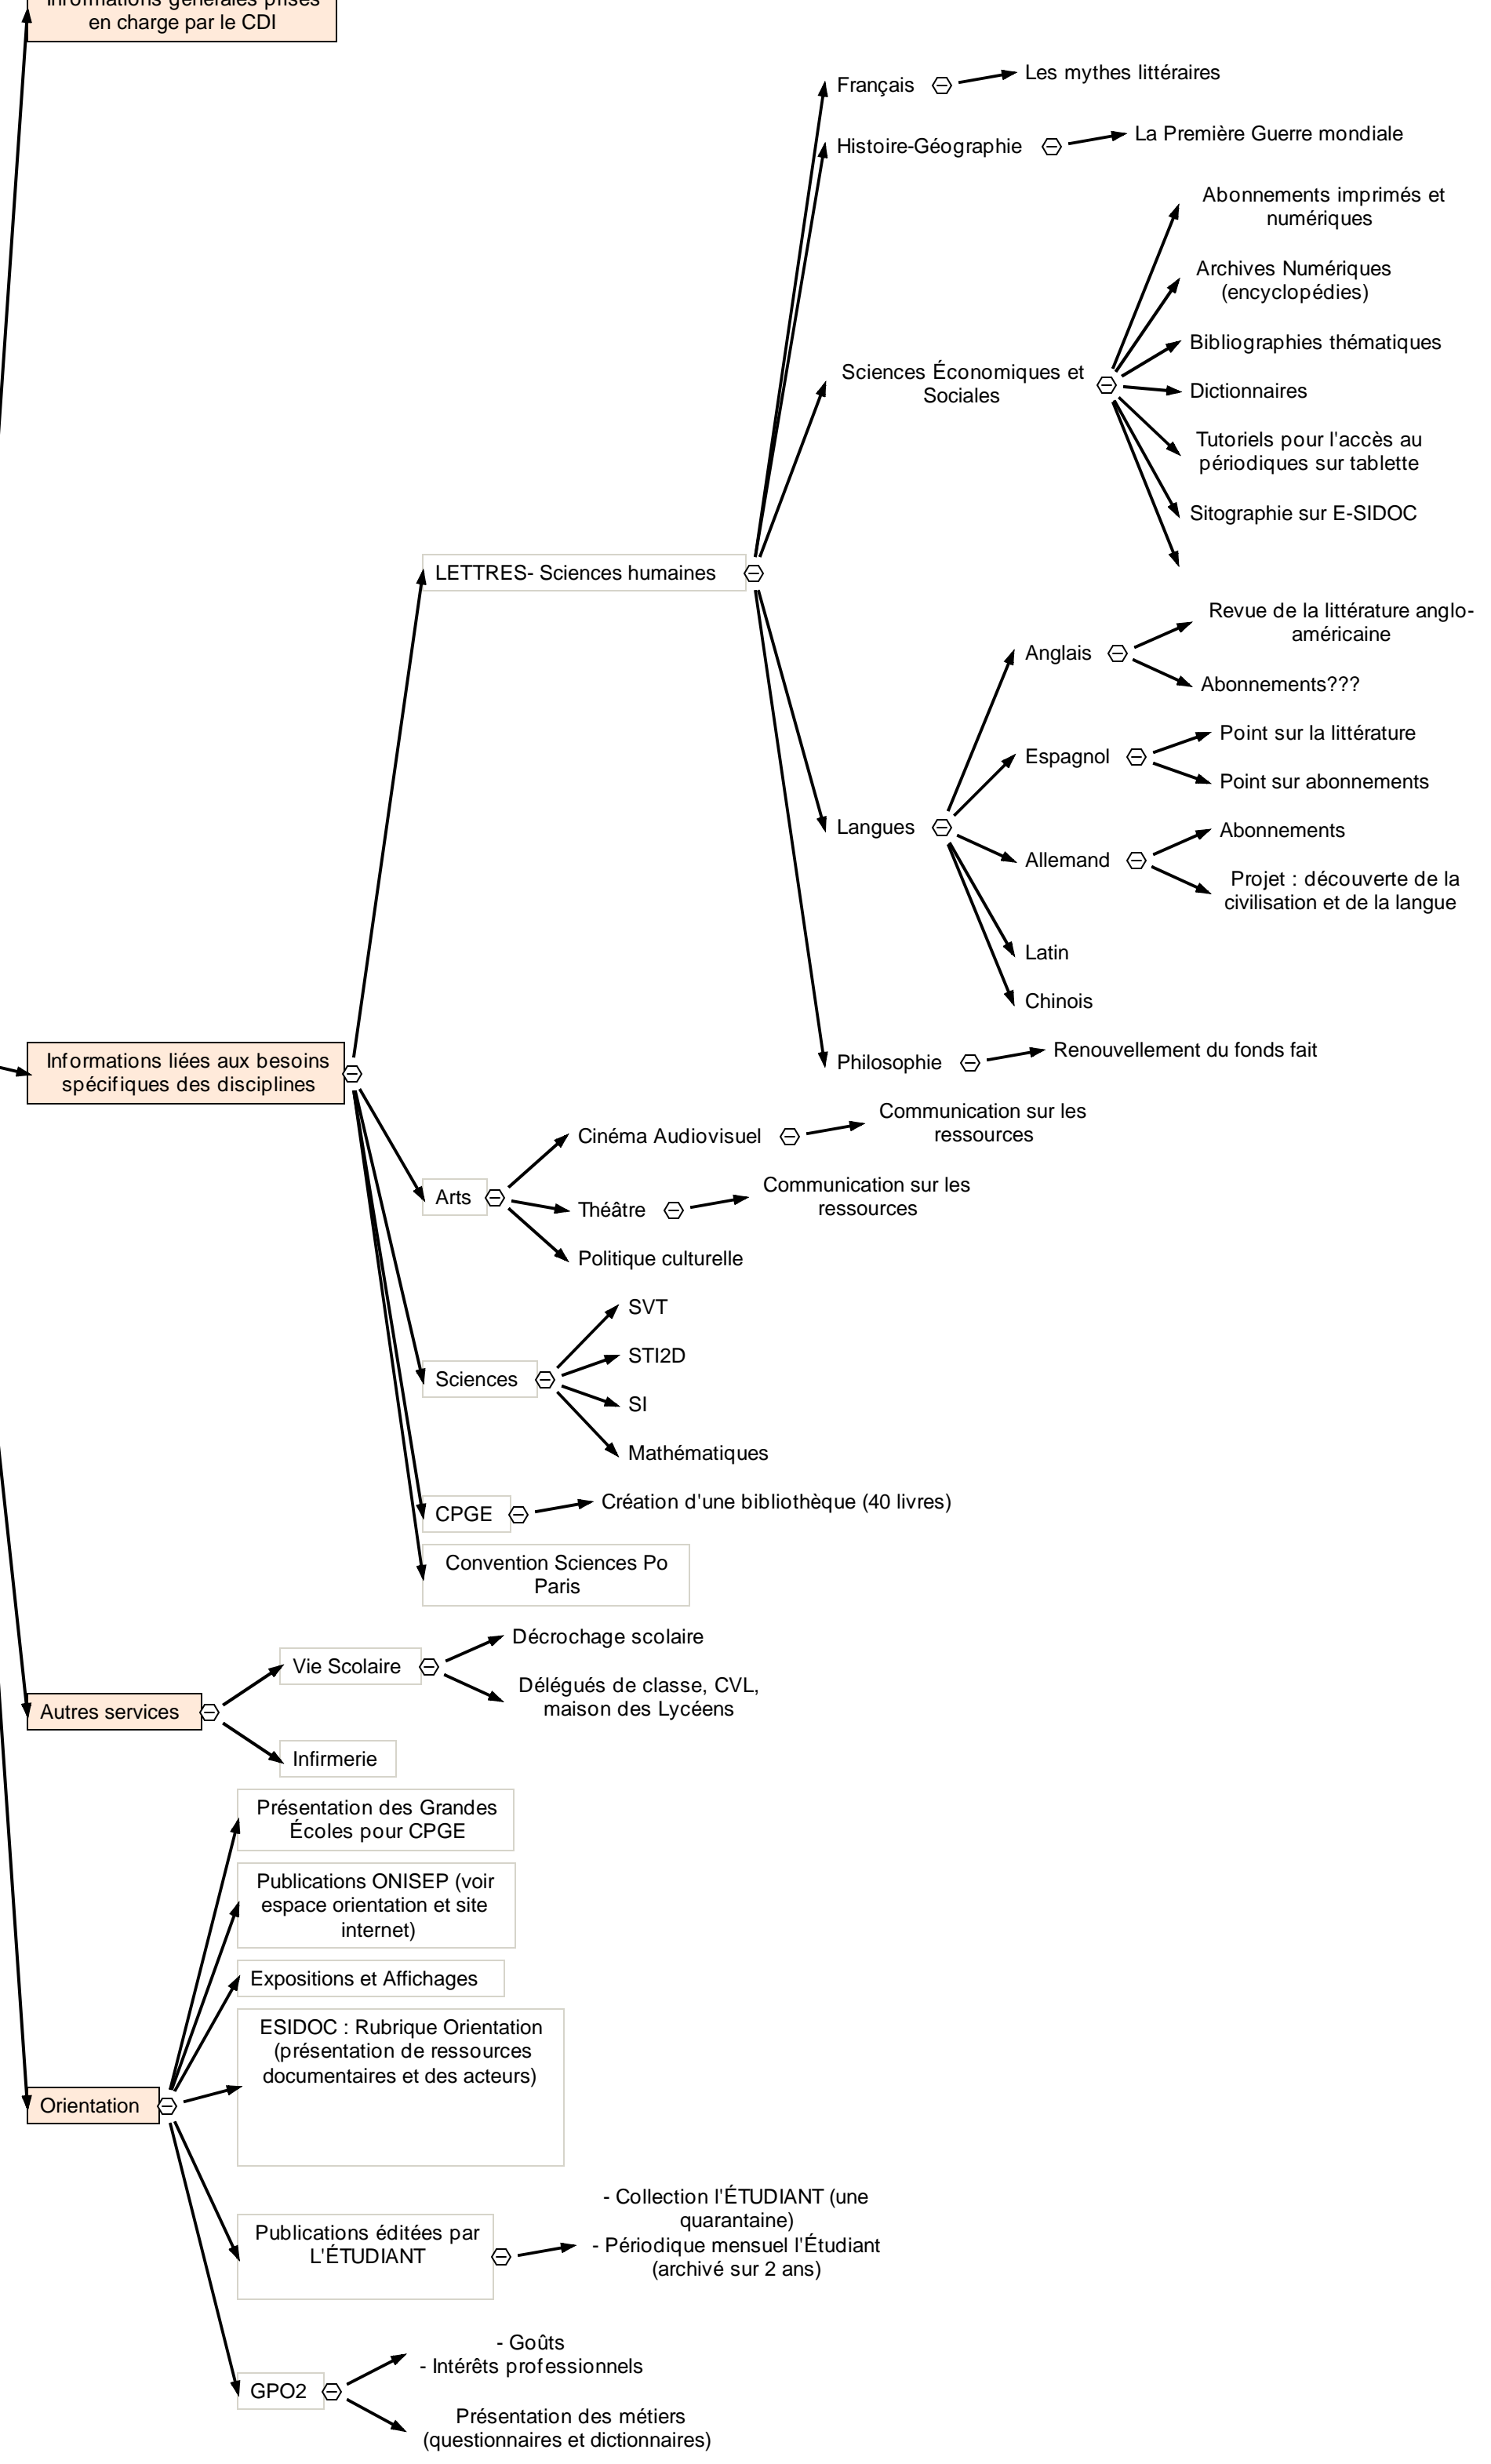 Informations générales prises
en charge par le CDI
Français
Les mythes littéraires
Histoire-Géographie
La Première Guerre mondiale
Sciences Économiques et
Sociales
Abonnements imprimés et
numériques
Archives Numériques
(encyclopédies)
Bibliographies thématiques
Dictionnaires
Tutoriels pour l'accès au
périodiques sur tablette
Sitographie sur E-SIDOC
LETTRES- Sciences humaines
Langues
Anglais
Revue de la littérature anglo-
américaine
Abonnements???
Espagnol
Point sur la littérature
Point sur abonnements
Allemand
Abonnements
Projet : découverte de la
civilisation et de la langue
Latin
Chinois
Philosophie
Renouvellement du fonds fait
Informations liées aux besoins
spécifiques des disciplines
Arts
Cinéma Audiovisuel
Communication sur les
ressources
Théâtre
Communication sur les
ressources
Politique culturelle
Sciences
SVT
STI2D
SI
Mathématiques
CPGE
Création d'une bibliothèque (40 livres)
Convention Sciences Po
Paris
Autres services
Vie Scolaire
Décrochage scolaire
Délégués de classe, CVL,
maison des Lycéens
Infirmerie
Orientation
Présentation des Grandes
Écoles pour CPGE
Publications ONISEP (voir
espace orientation et site
internet)
Expositions et Affichages
ESIDOC : Rubrique Orientation
(présentation de ressources
documentaires et des acteurs)
Publications éditées par
L'ÉTUDIANT
- Collection l'ÉTUDIANT (une
quarantaine)
- Périodique mensuel l'Étudiant
(archivé sur 2 ans)
GPO2
- Goûts
- Intérêts professionnels
Présentation des métiers
(questionnaires et dictionnaires)